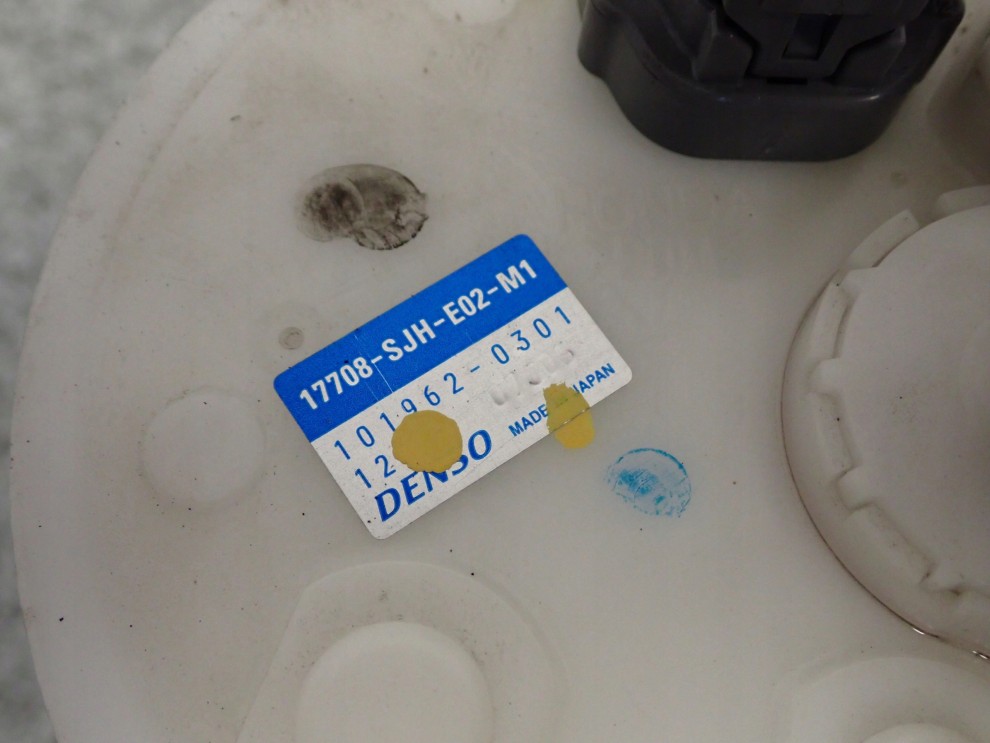 17708-SJH-E02-M1
101962-0301
12
DENSO
MADE IN JAPAN